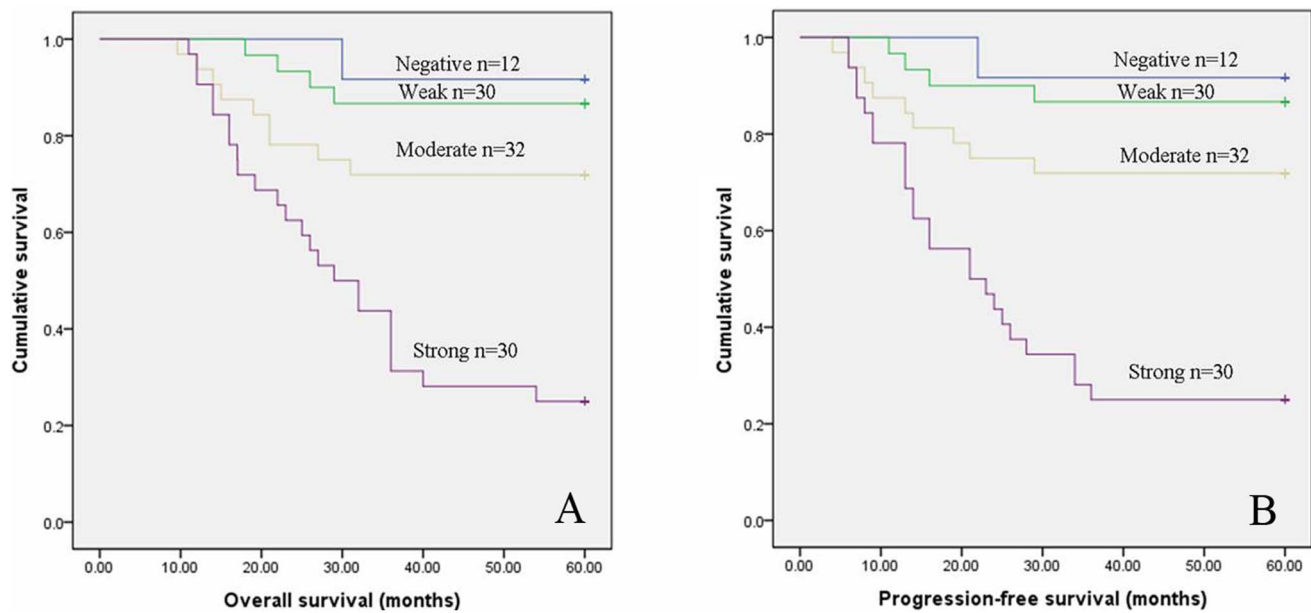 1.0
0.8
0.6
0.4
0.2
0.0
Cumulative survival
Negative n=12
Weak n=30
Moderate n=32
Strong n=30
A
0.00 10.00 20.00 30.00 40.00 50.00 60.00
Overall survival (months)
1.0
0.8
0.6
0.4
0.2
0.0
Cumulative survival
Negative n=12
Weak n=30
Moderate n=32
Strong n=30
B
0.00 10.00 20.00 30.00 40.00 50.00 60.00
Progression-free survival (months)